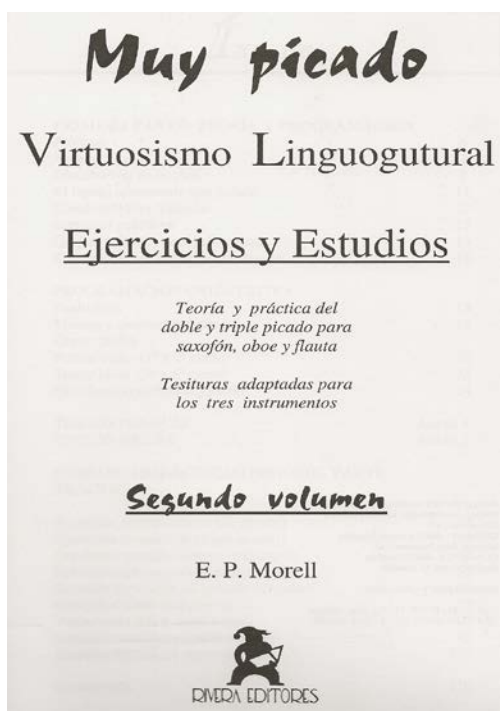 Muy picado
Virtuosismo Linguogutural
Ejercicios y Estudios
Teoría y práctica del
doble y triple picado para
saxofón, oboe y flauta
Tesituras adaptadas para
los tres instrumentos
Segundo volumen
E. P. Morell
RIVERA EDITORES